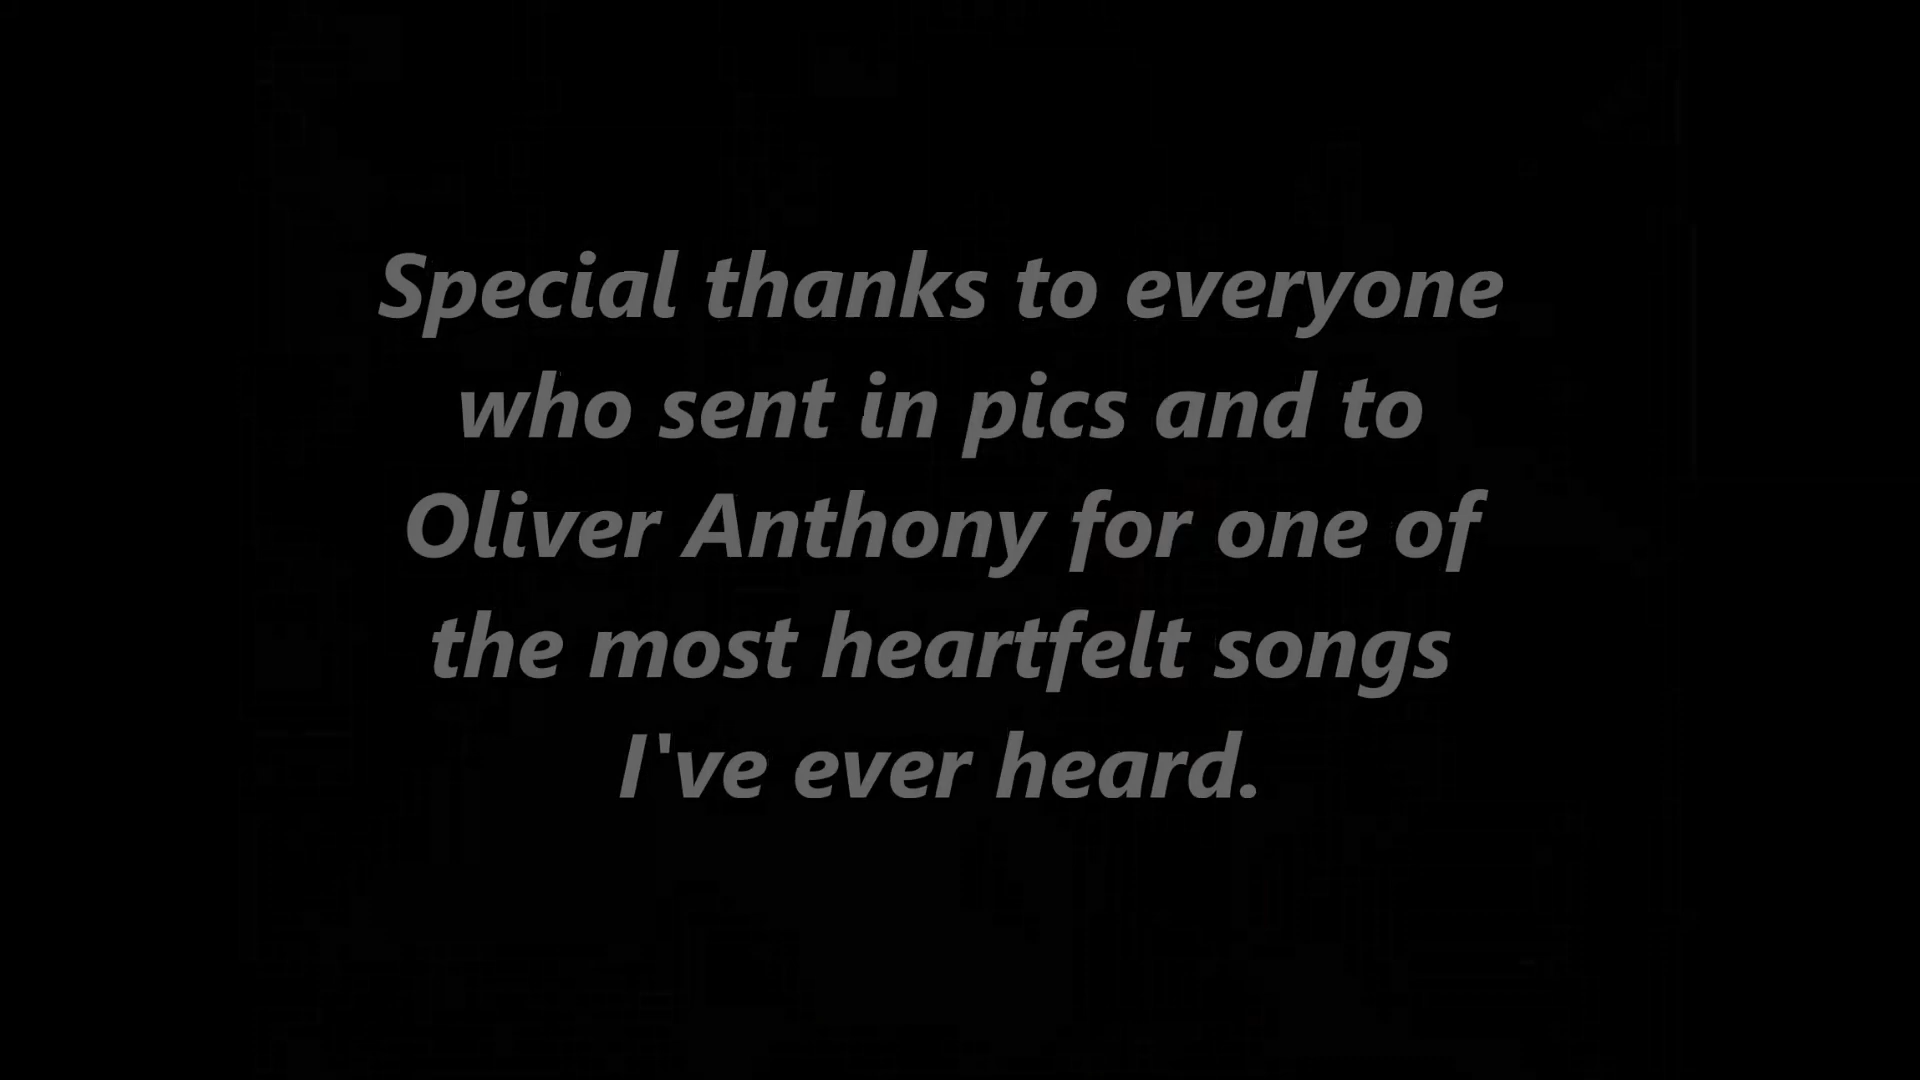 Special thanks to everyone
who sent in pics and to
Oliver Anthony for one of
the most heartfelt songs
I've ever heard.